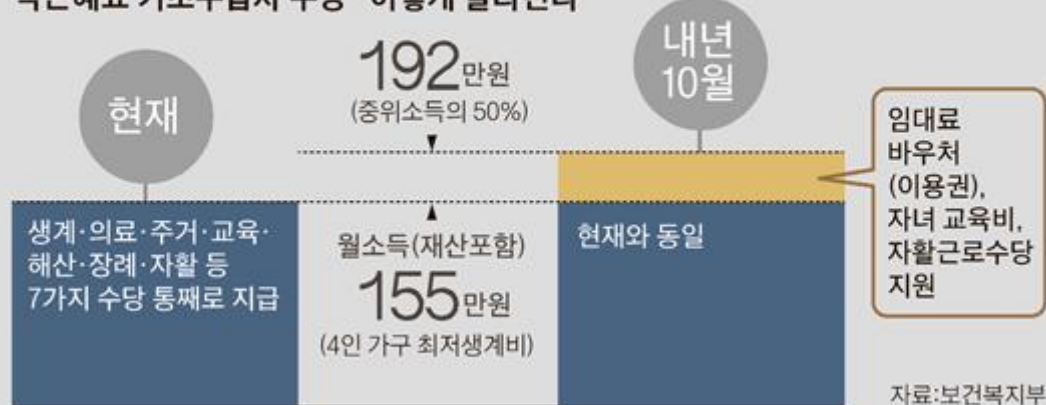 현재
192만원
(중위소득의 50%)
내년
10월
임대료
바우처
(이용권),
자녀 교육비,
자활근로수당
지원
생계·의료·주거·교육·
해산·장례·자활 등
7가지 수당 통째로 지급
월소득(재산포함)
155만원
(4인 가구 최저생계비)
현재와 동일
자료:보건복지부